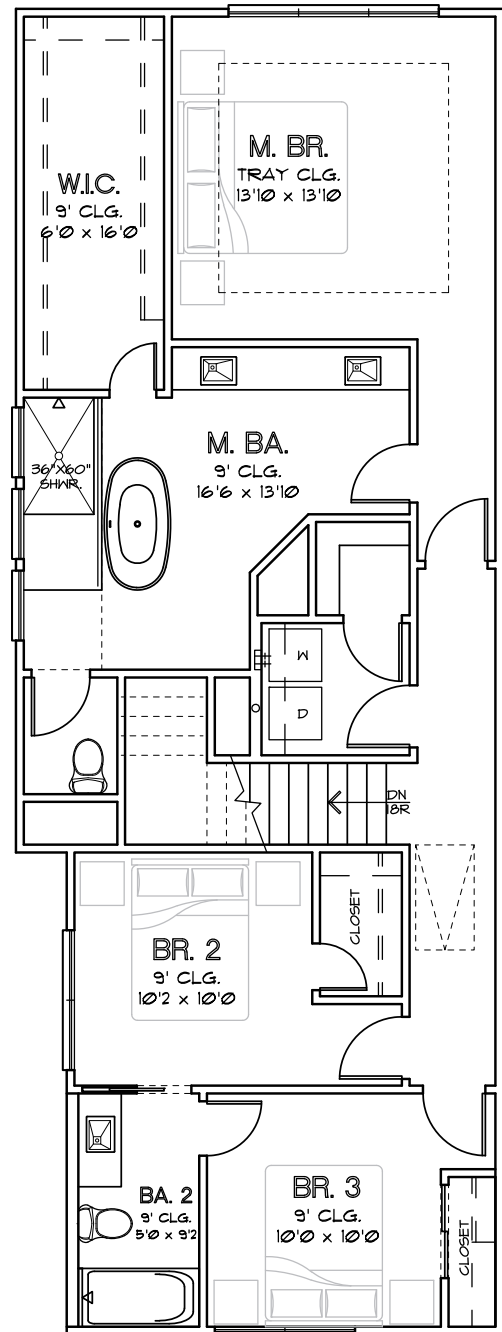 M. BR.
TRAY CLG.
13'10 x 13'10
W.I.C.
9' CLG.
6'0 x 16'0
M. BA.
9' CLG.
16'6 x 13'10
36"x60"
SHWR.
W
D
DN
18R
CLOSET
BR. 2
9' CLG.
10'2 x 10'0
BR. 3
9' CLG.
10'0 x 10'0
BA. 2
9' CLG.
5'0 x 9'2
CLOSET